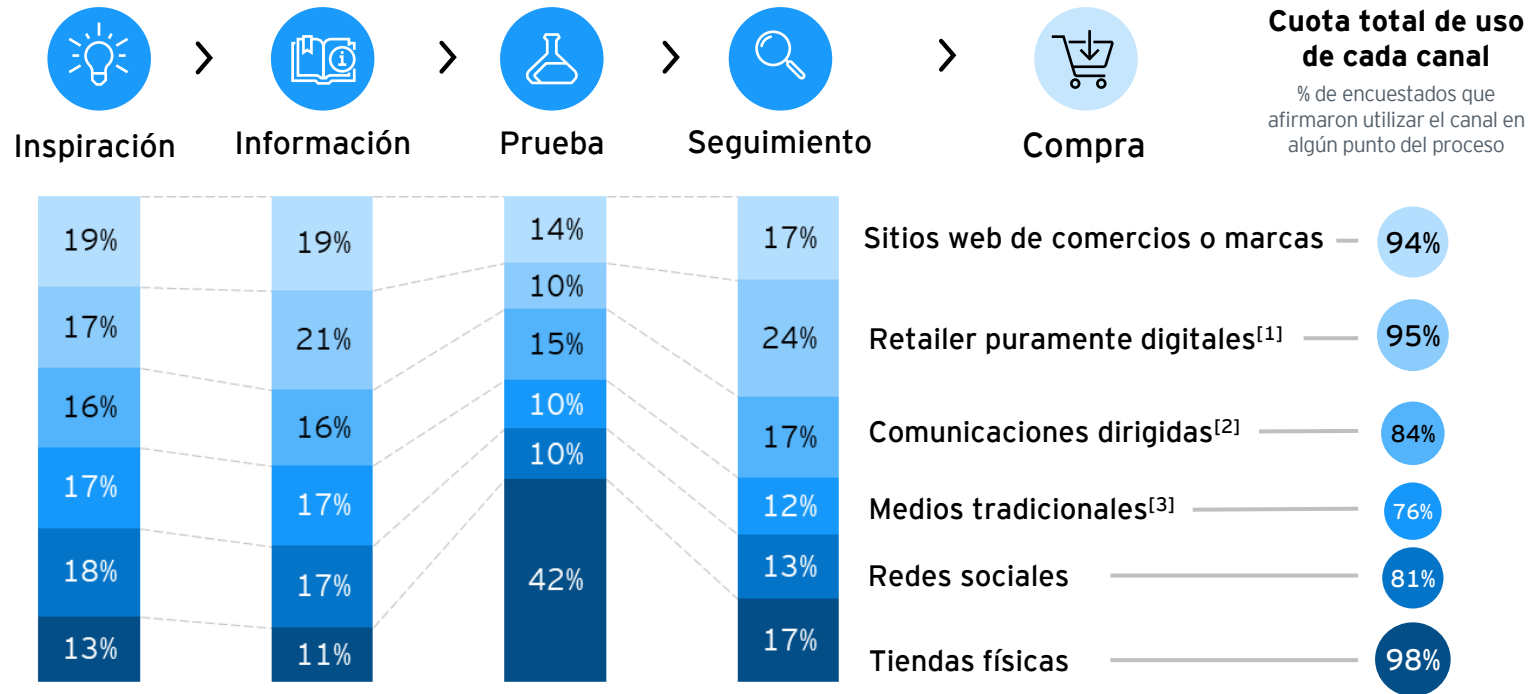 Cuota total de uso
de cada canal
% de encuestados que
afirmaron utilizar el canal en
algún punto del proceso
Inspiración
Información
Prueba
Seguimiento
Compra
19%
19%
14%
17%
Sitios web de comercios o marcas
94%
17%
21%
10%
24%
Retailer puramente digitales[1]
95%
16%
16%
15%
17%
Comunicaciones dirigidas[2]
84%
17%
17%
10%
12%
Medios tradicionales[3]
76%
18%
17%
10%
13%
Redes sociales
81%
13%
11%
42%
17%
Tiendas físicas
98%